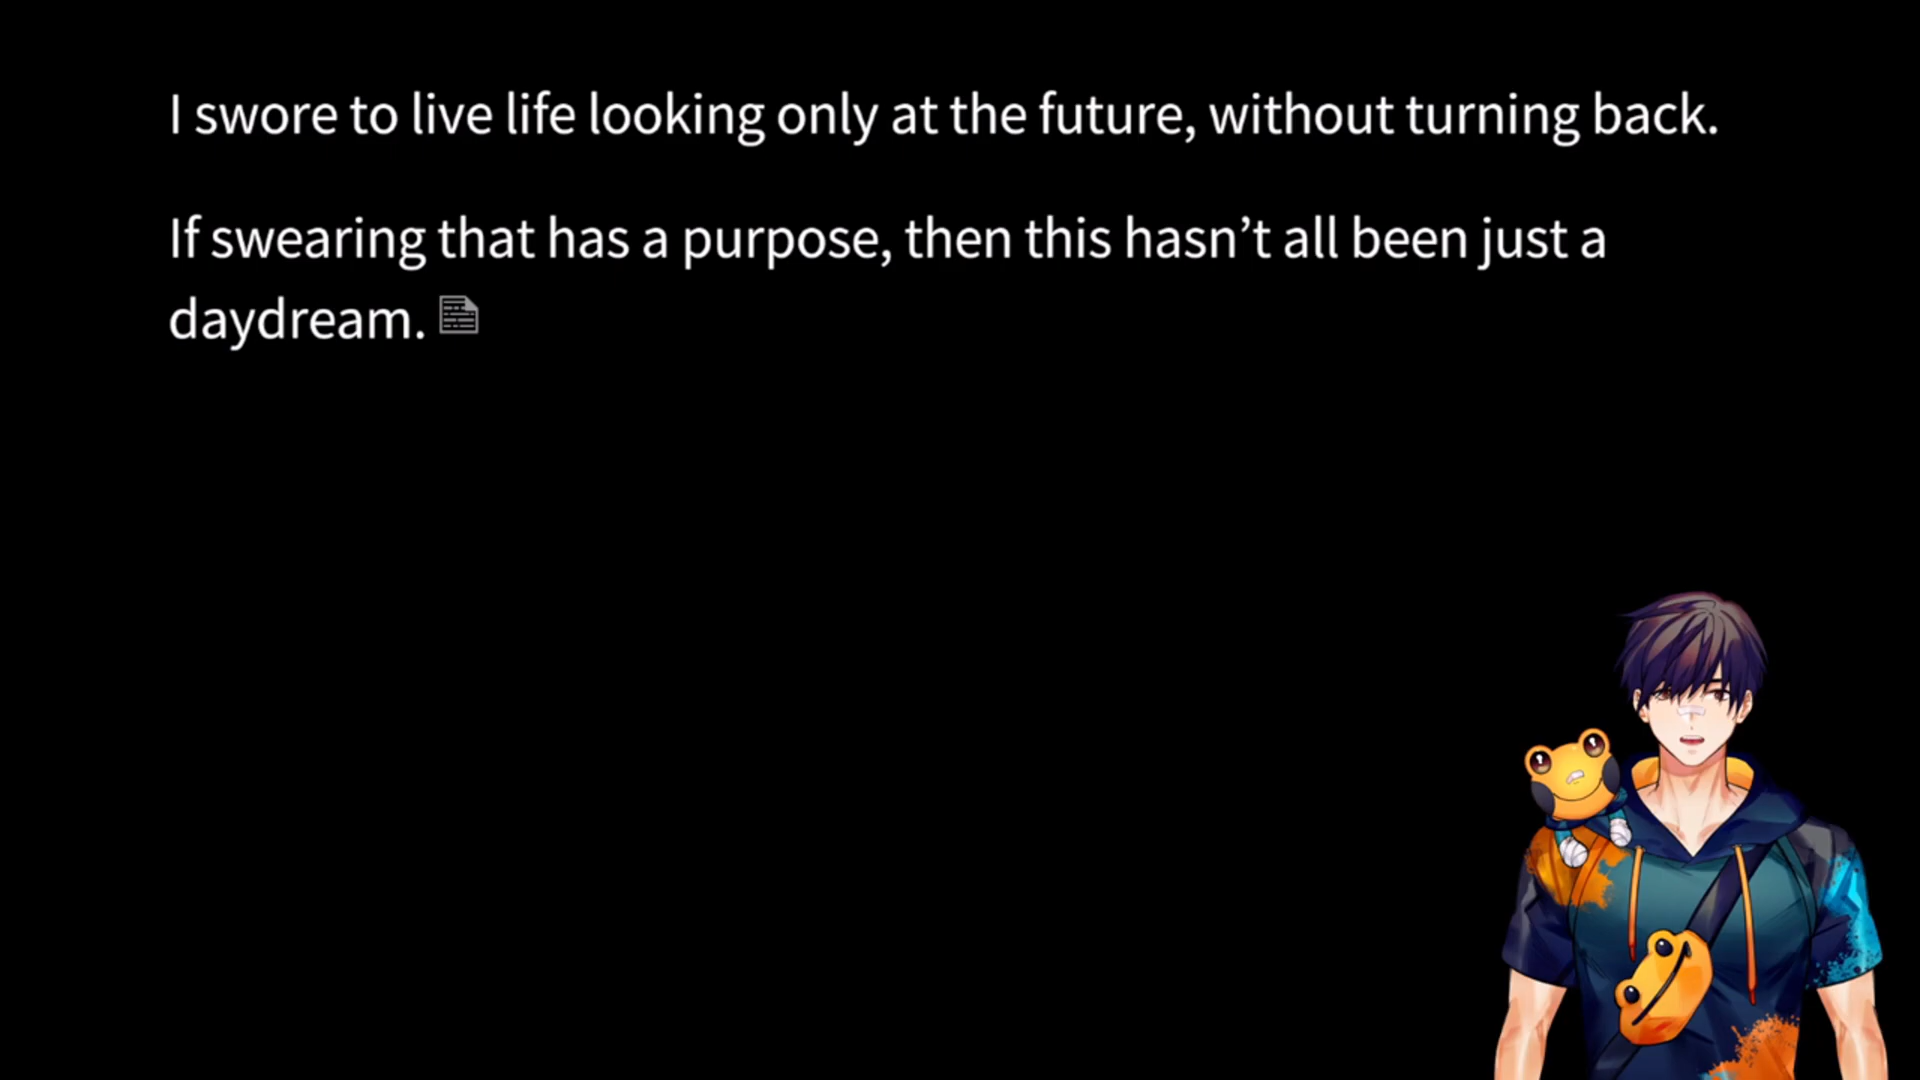 I swore to live life looking only at the future, without turning back.
If swearing that has a purpose, then this hasn’t all been just a
daydream.